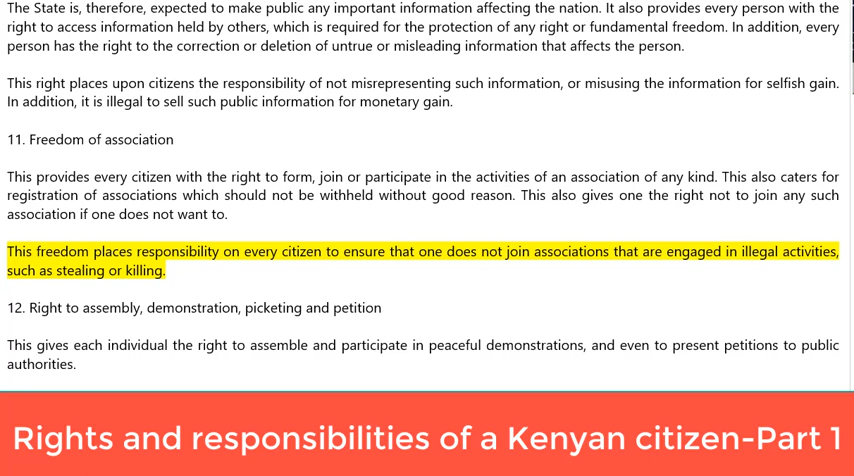 The State is, therefore, expected to make public any important information affecting the nation. It also provides every person with the
right to access information held by others, which is required for the protection of any right or fundamental freedom. In addition, every
person has the right to the correction or deletion of untrue or misleading information that affects the person.
This right places upon citizens the responsibility of not misrepresenting such information, or misusing the information for selfish gain.
In addition, it is illegal to sell such public information for monetary gain.
11. Freedom of association
This provides every citizen with the right to form, join or participate in the activities of an association of any kind. This also caters for
registration of associations which should not be withheld without good reason. This also gives one the right not to join any such
association if one does not want to.
This freedom places responsibility on every citizen to ensure that one does not join associations that are engaged in illegal activities,
such as stealing or killing.
12. Right to assembly, demonstration, picketing and petition
This gives each individual the right to assemble and participate in peaceful demonstrations, and even to present petitions to public
authorities.
Rights and responsibilities of a Kenyan citizen-Part 1